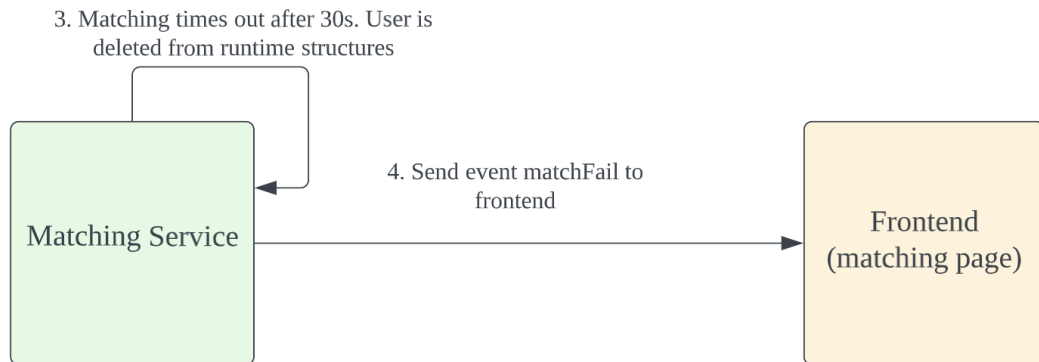 3. Matching times out after 30s. User is
deleted from runtime structures
4. Send event matchFail to
frontend
Matching Service
Frontend
(matching page)